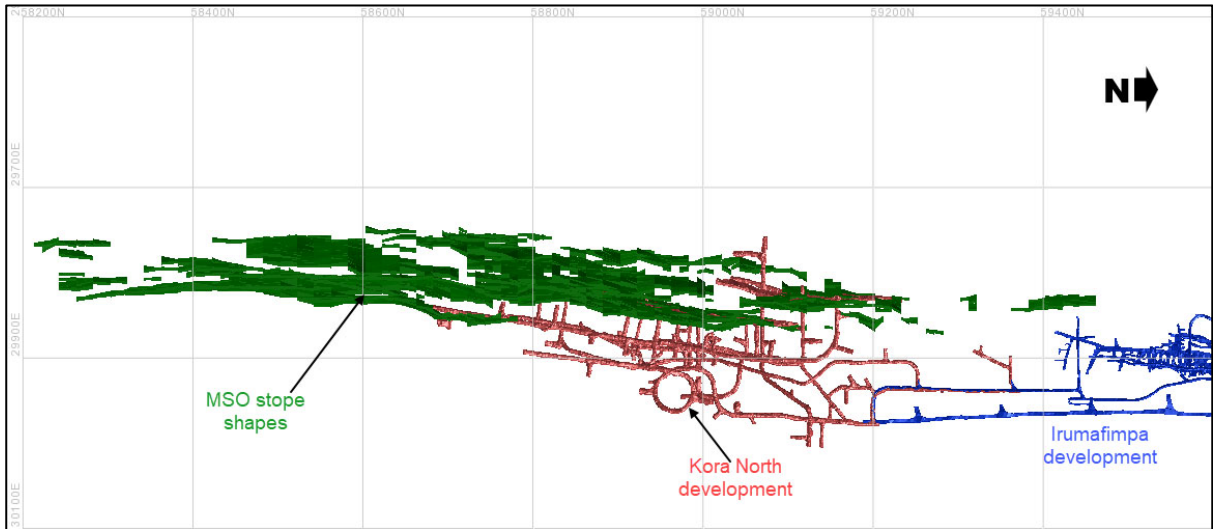 58200N 58400N 58600N 58800N 59000N 59200N 59400N
N
29700E
29900E
MSO stope
shapes
Kora North
development
Irumafimpa
development
30100E